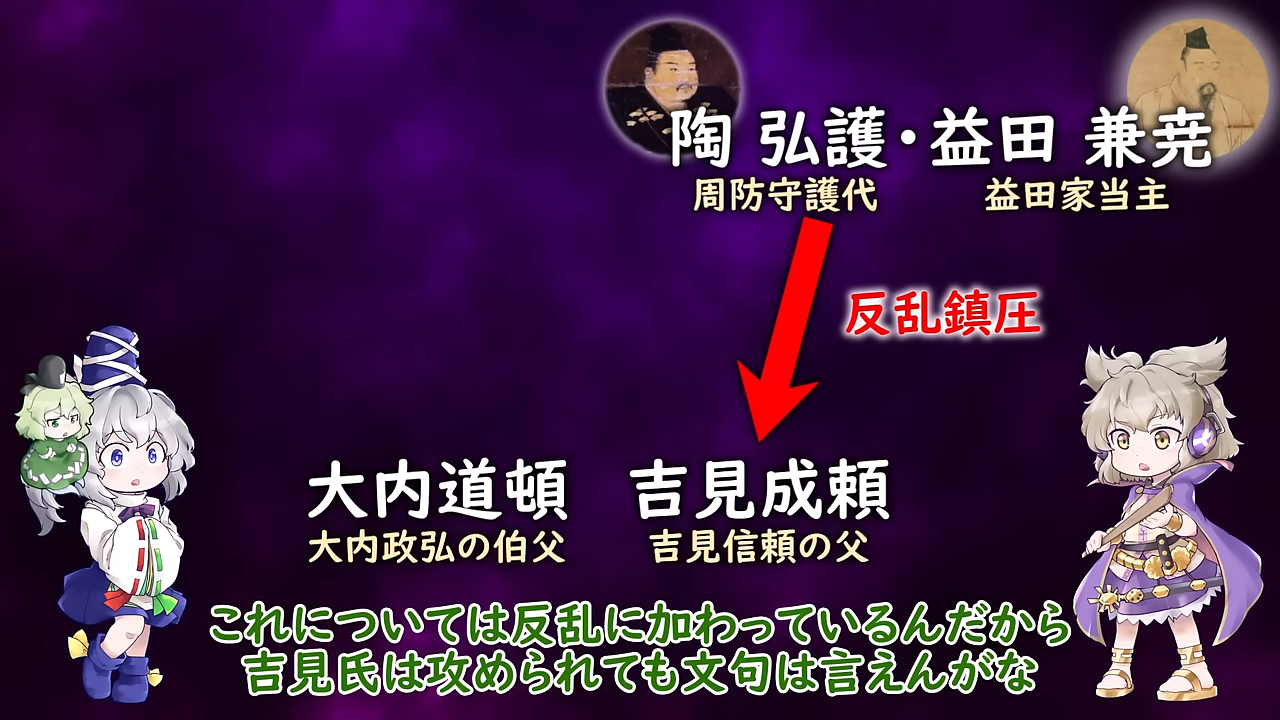 陶 弘護・益田 兼尭
周防守護代 益田家当主
反乱鎮圧
大内道頓 吉見成頼
大内政弘の伯父 吉見信頼の父
これについては反乱に加わっているんだから
吉見氏は攻められても文句は言えんがな